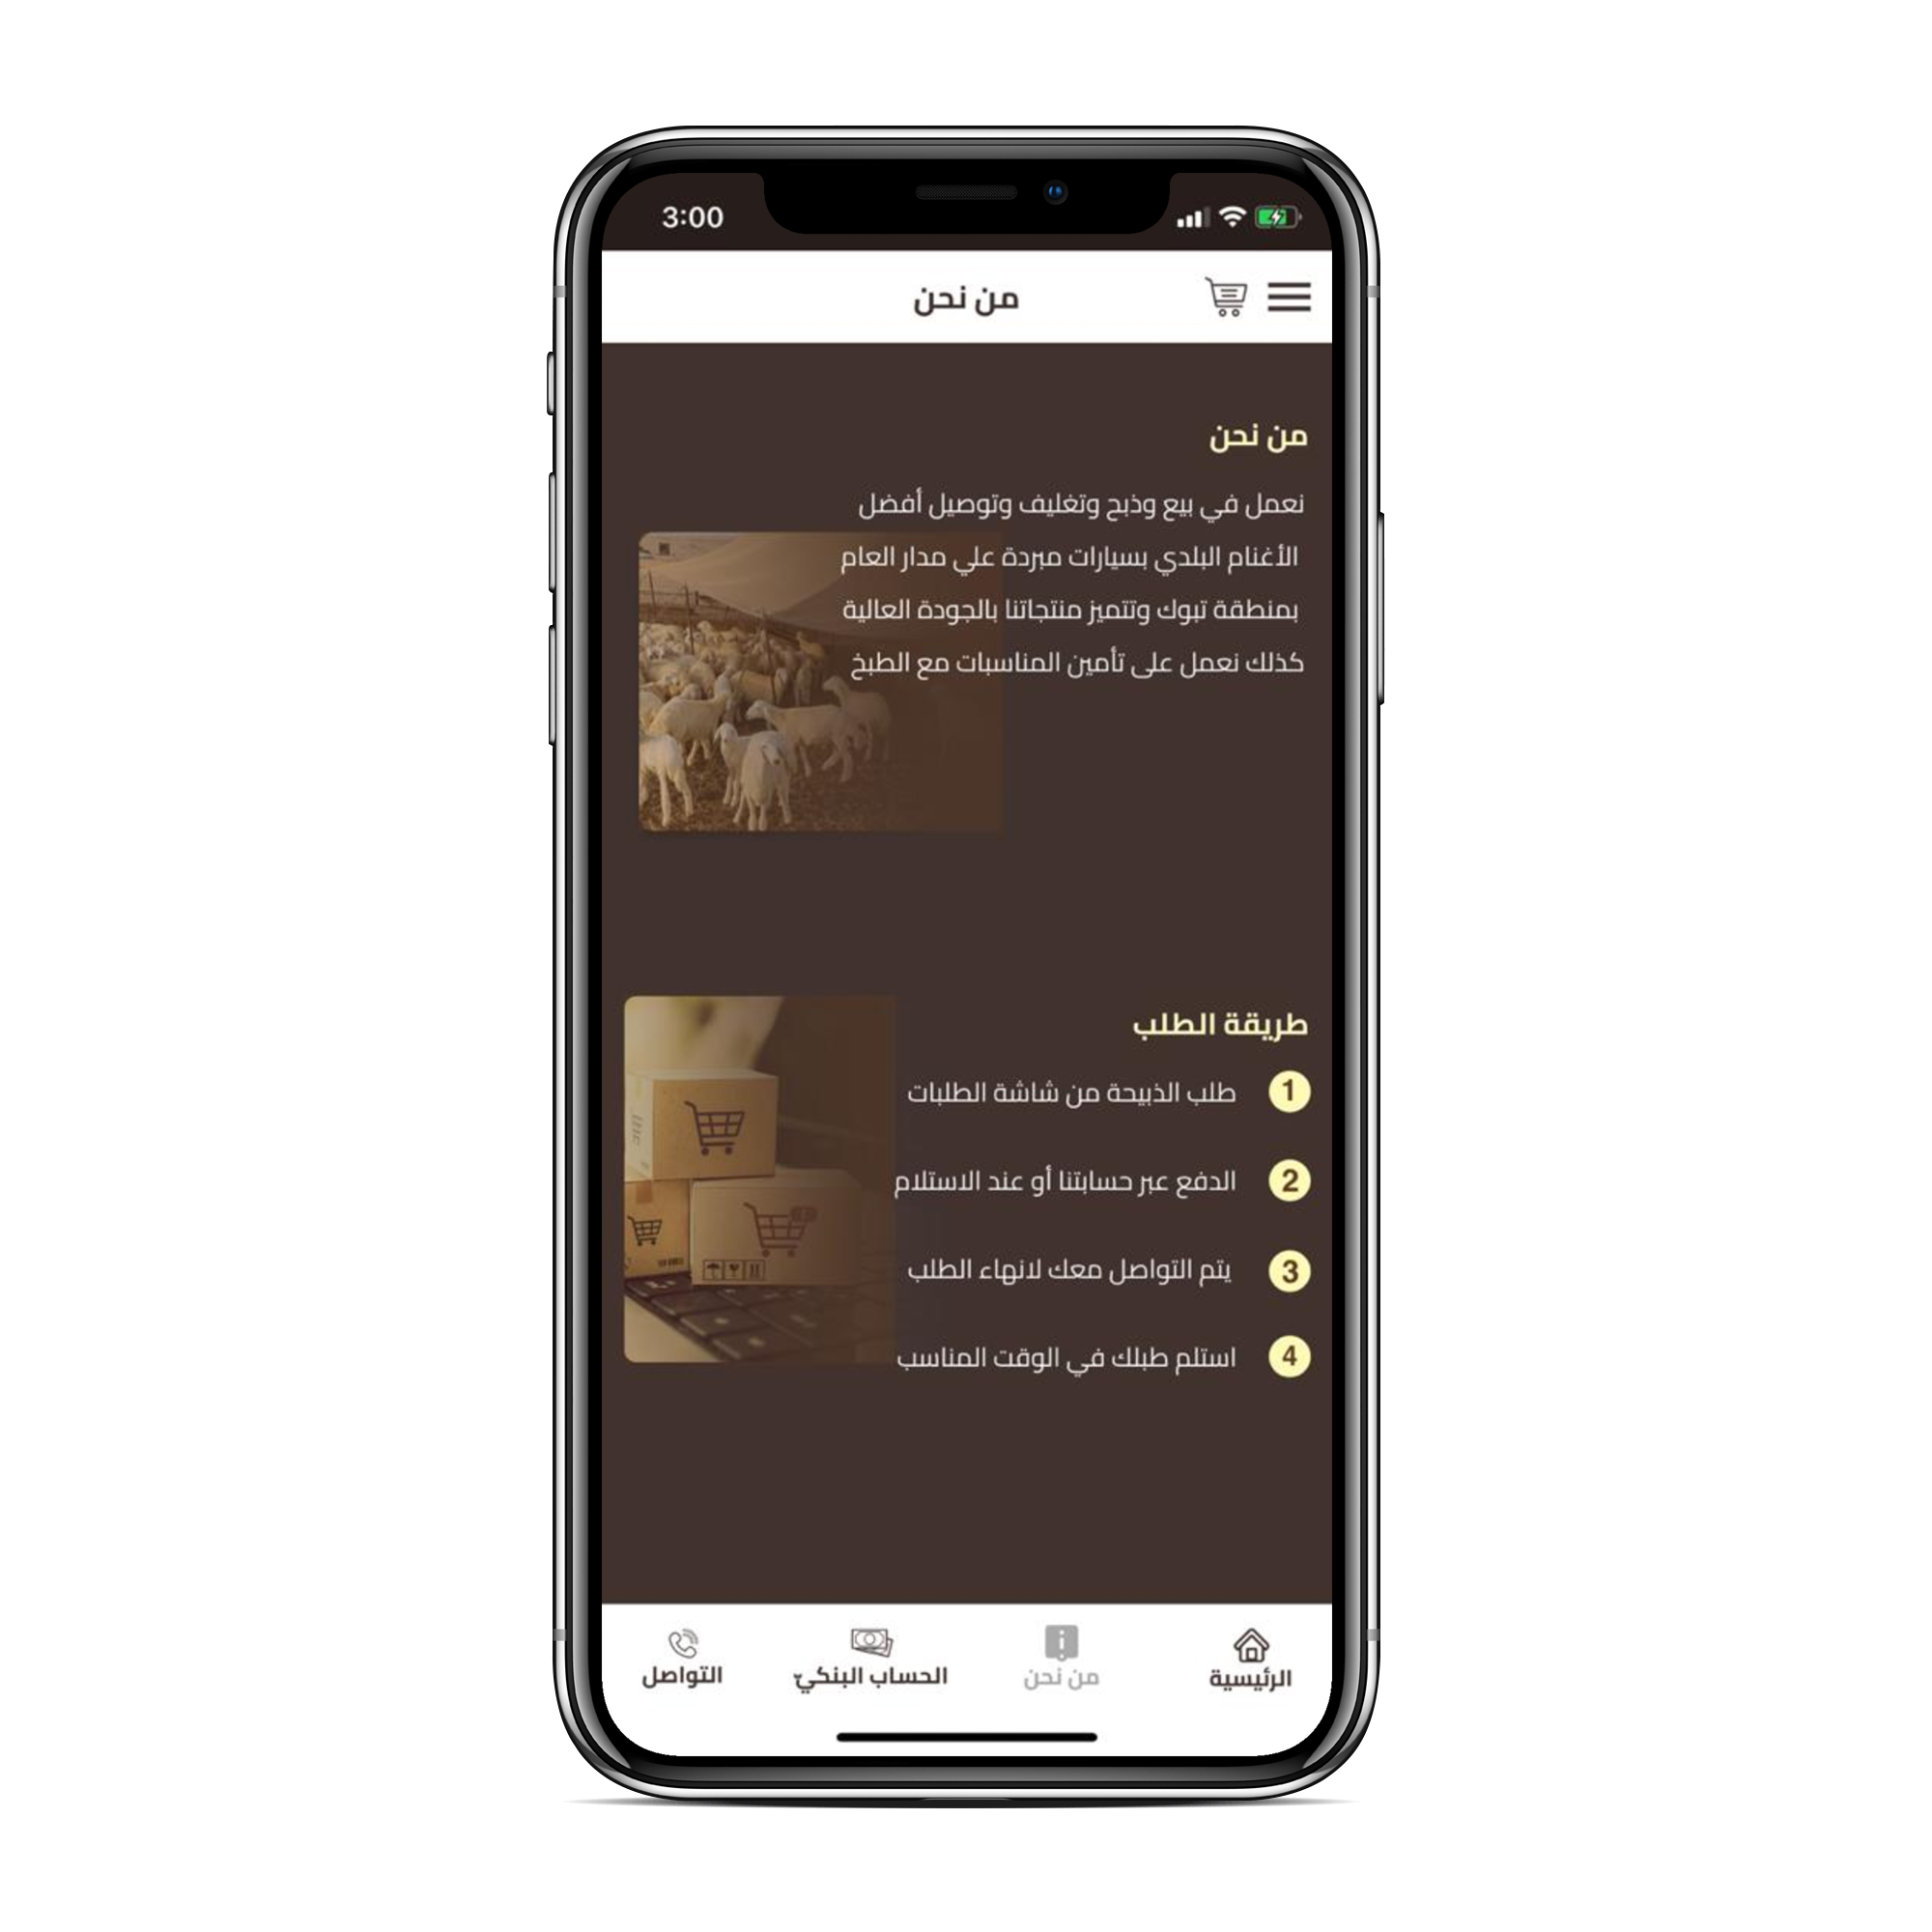 3:00
من نحن
من نحن
نعمل في بيع وذبح وتغليف وتوصيل أفضل
الأغنام البلدي بسيارات مبردة علي مدار العام
بمنطقة تبوك وتتميز منتجاتنا بالجودة العالية
كذلك نعمل على تأمين المناسبات مع الطبخ
طريقة الطلب
1 طلب الذبيحة من شاشة الطلبات
2 الدفع عبر حسابتنا أو عند الاستلام
3 يتم التواصل معك لانهاء الطلب
4 استلم طبلك في الوقت المناسب
الرئيسية
من نحن
الحساب البنكيّ
التواصل